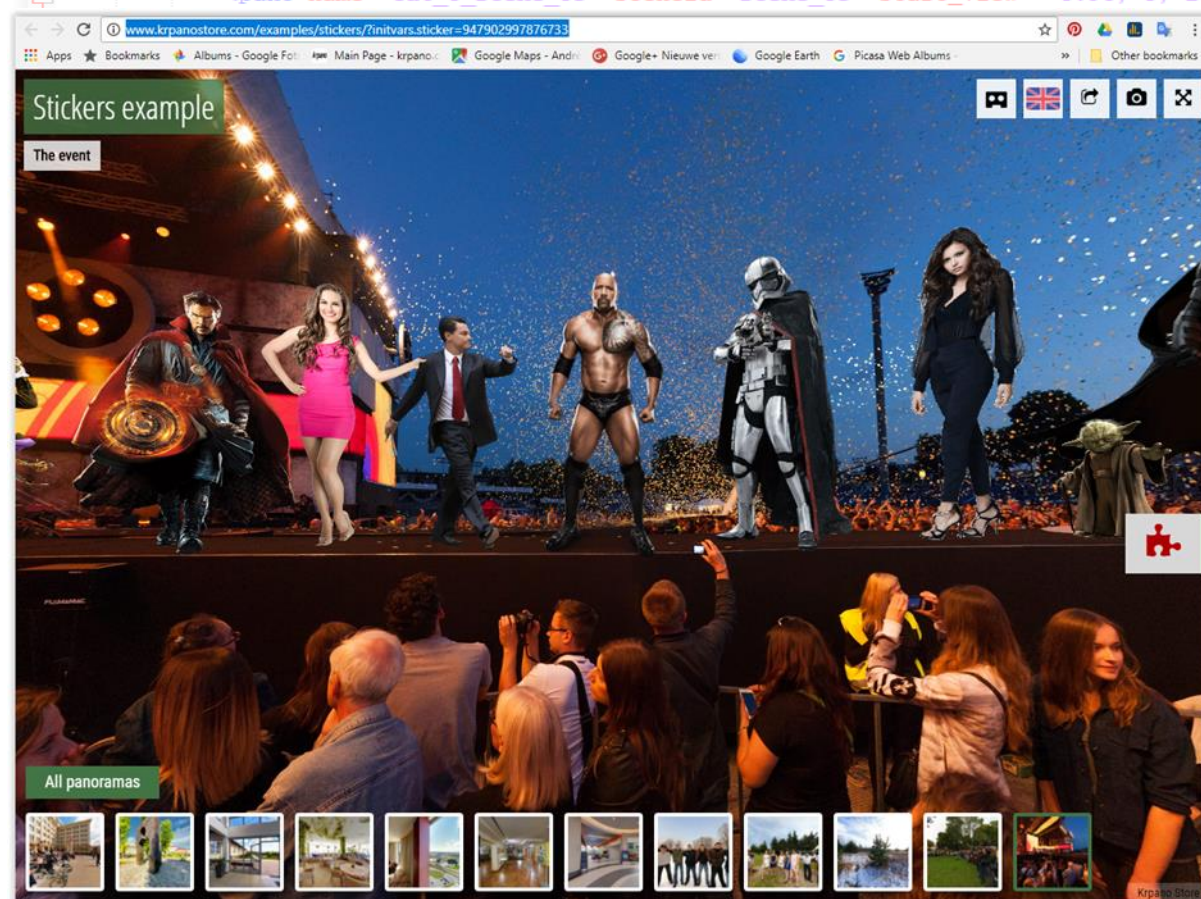 www.krpanostore.com/examples/stickers/?initvars.sticker=947902997876733
Apps Bookmarks Albums - Google Fot Main Page - krpano.c Google Maps - Andr Google+ Nieuwe ver Google Earth Picasa Web Albums - » Other bookmarks
Stickers example
The event
All panoramas
Krpano Store